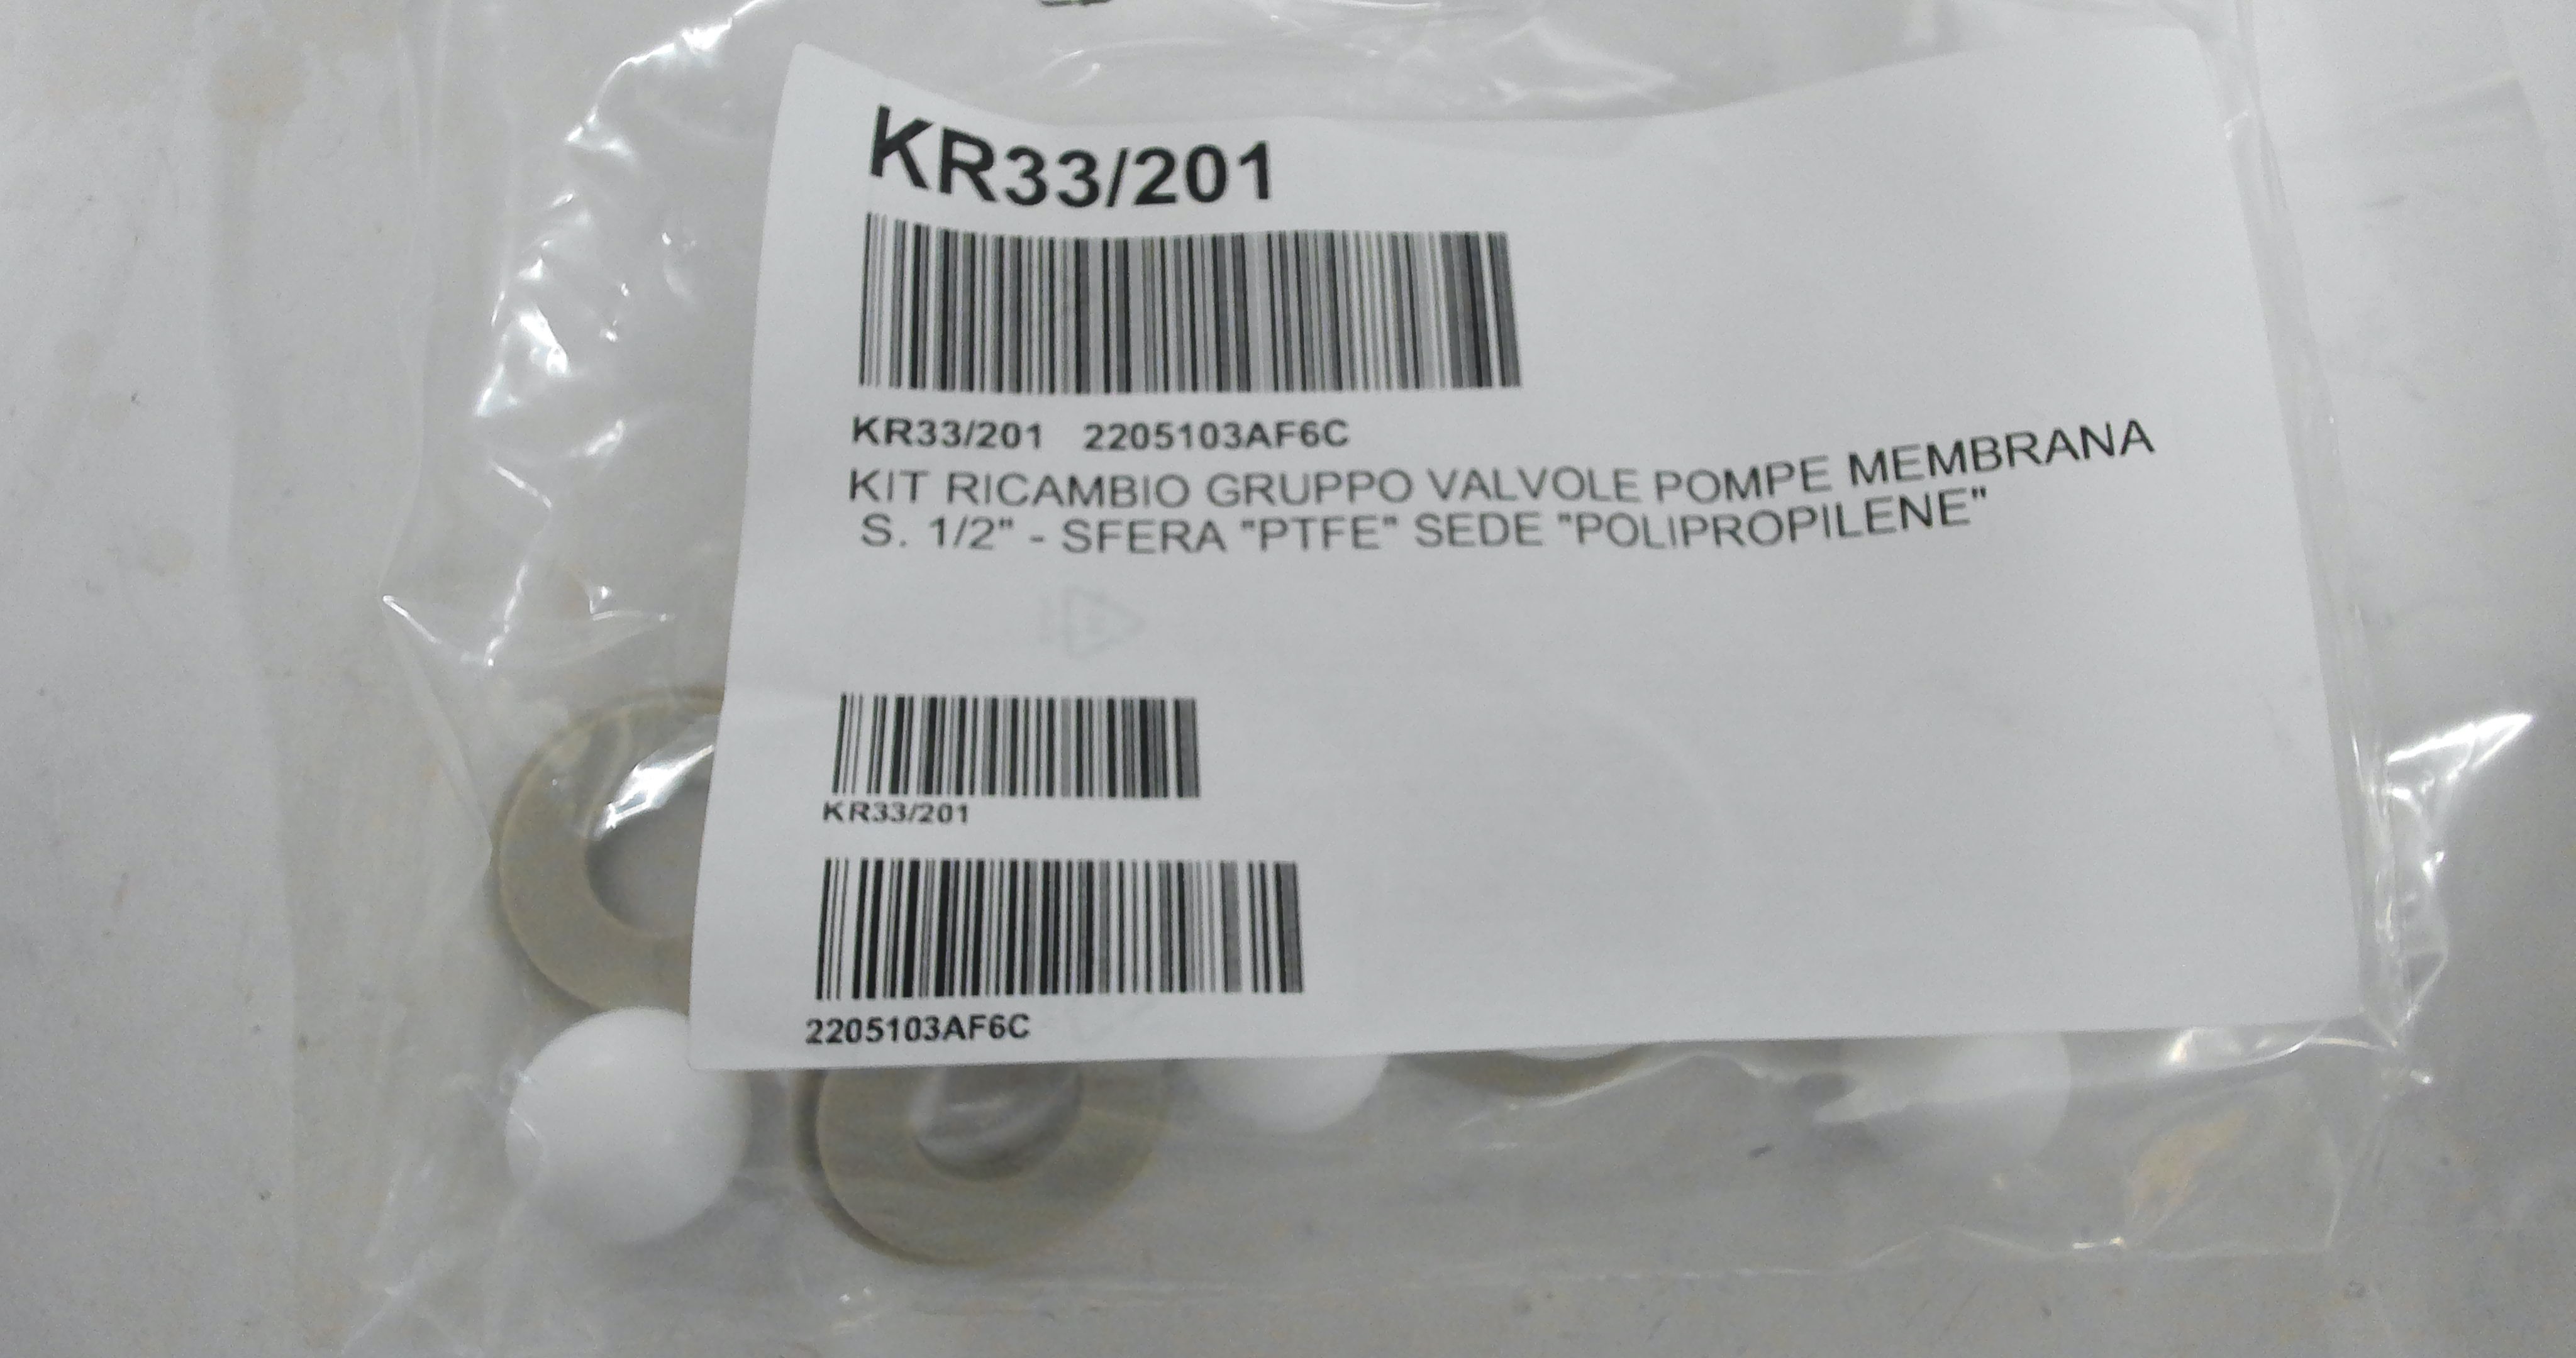 KR33/201
KR33/201 2205103AF6C
KIT RICAMBIO GRUPPO VALVOLE POMPE MEMBRANA
S. 1/2" - SFERA "PTFE" SEDE "POLIPROPILENE"
KR33/201
2205103AF6C